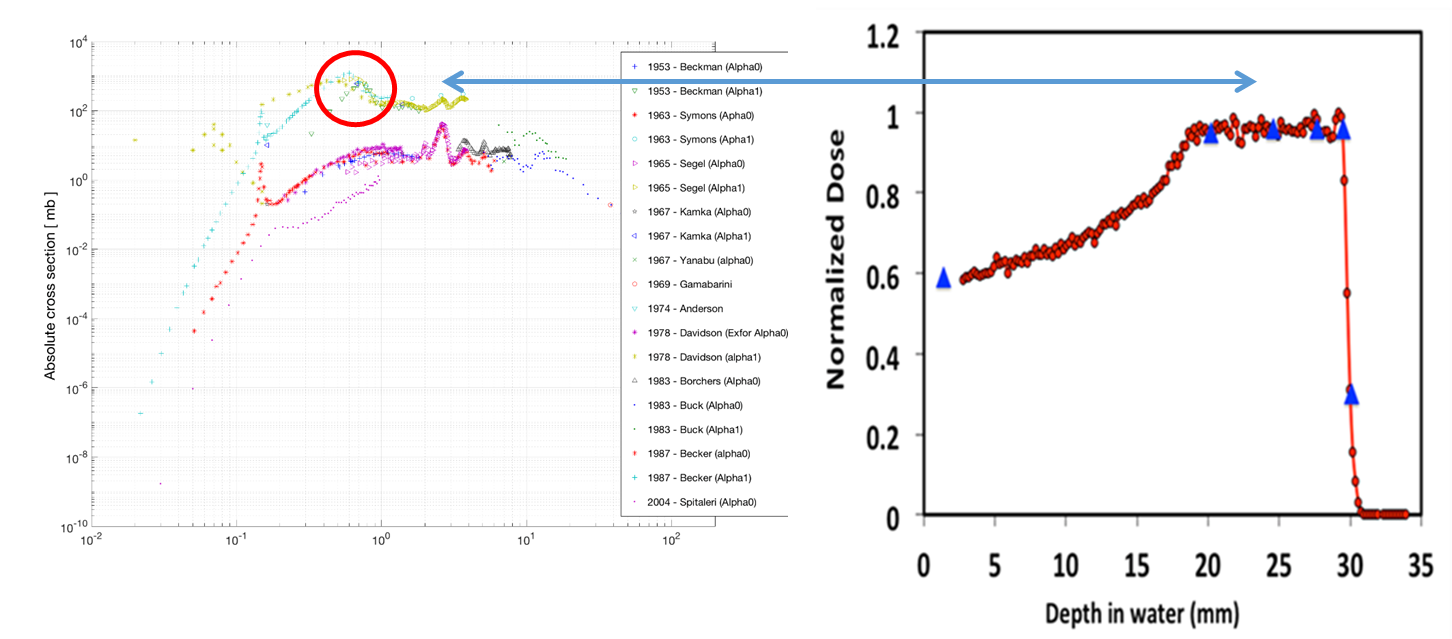 Absolute cross section [ mb ]
10^4
10^2
10^0
10^-2
10^-4
10^-6
10^-8
10^-10
10^-2
10^-1
10^0
10^1
10^2
1953 - Beckman (Alpha0)
1953 - Beckman (Alpha1)
1963 - Symons (Apha0)
1963 - Symons (Apha1)
1965 - Segel (Alpha0)
1965 - Segel (Alpha1)
1967 - Kamka (Alpha0)
1967 - Kamka (Alpha1)
1967 - Yanabu (alpha0)
1969 - Gamabarini
1974 - Anderson
1978 - Davidson (Exfor Alpha0)
1978 - Davidson (alpha1)
1983 - Borchers (Alpha0)
1983 - Buck (Alpha0)
1983 - Buck (Alpha1)
1987 - Becker (alpha0)
1987 - Becker (Alpha1)
2004 - Spitaleri (Alpha0)
Normalized Dose
1.2
1
0.8
0.6
0.4
0.2
0
0 5 10 15 20 25 30 35
Depth in water (mm)